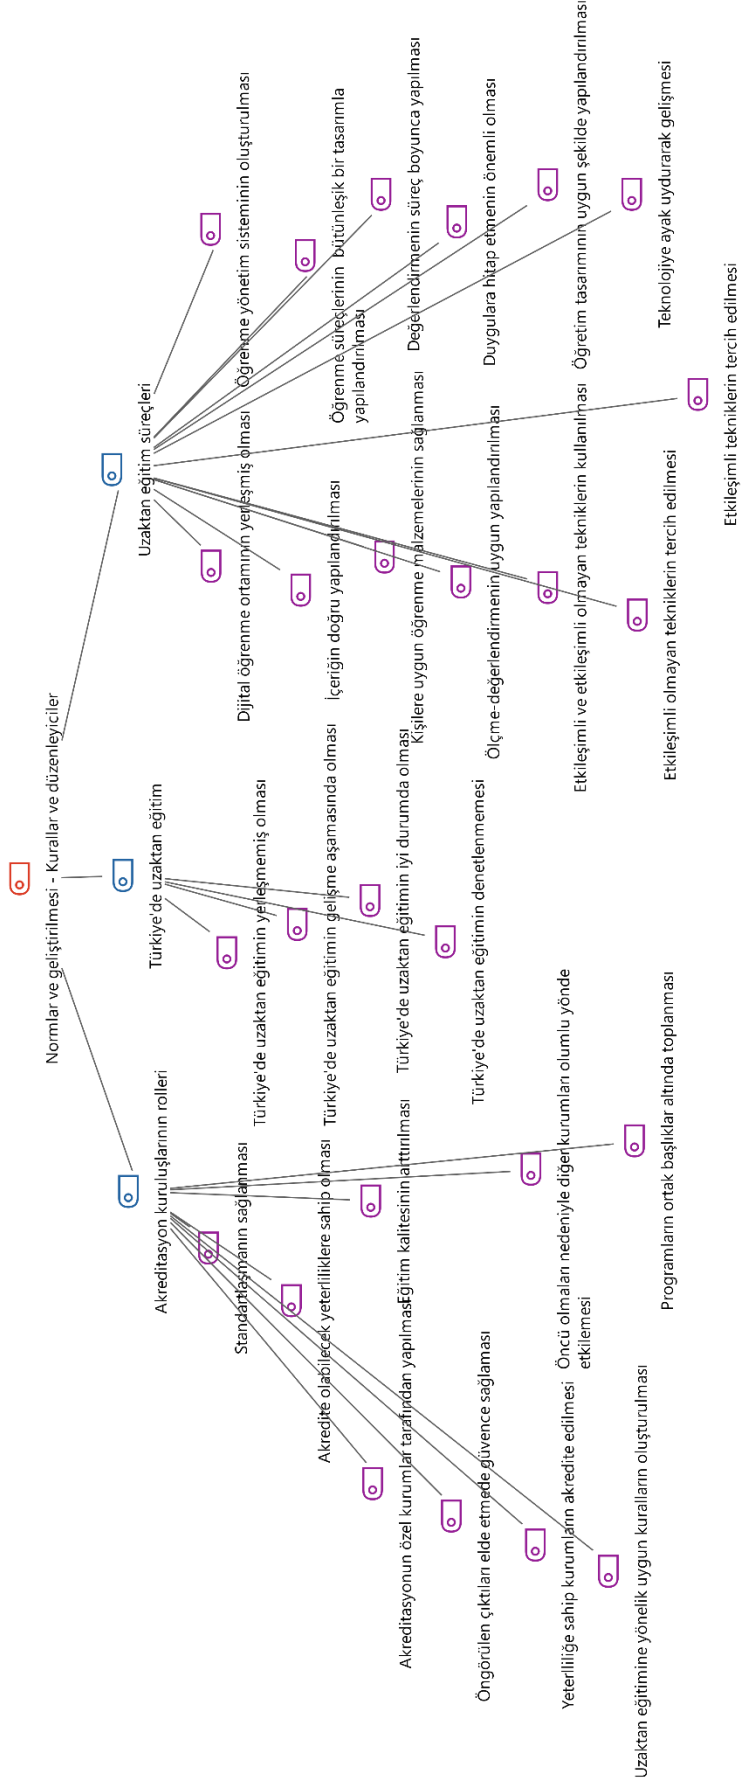 Normlar ve geliştirilmesi - Kurallar ve düzenleyiciler
Akreditasyon kuruluşlarının rolleri
Türkiye'de uzaktan eğitim
Uzaktan eğitim süreçleri
Standartlaşmanın sağlanması
Akredite olabilecek yeterliliklere sahip olması
Eğitim kalitesinin arttırılması
Akreditasyonun özel kurumlar tarafından yapılması
Öngörülen çıktıları elde etmede güvence sağlaması
Öncü olmaları nedeniyle diğer kurumları olumlu yönde
etkilemesi
Yeterliliğe sahip kurumların akredite edilmesi
Programların ortak başlıklar altında toplanması
Uzaktan eğitimine yönelik uygun kuralların oluşturulması
Türkiye'de uzaktan eğitimin yerleşmemiş olması
Türkiye'de uzaktan eğitimin gelişme aşamasında olması
Türkiye'de uzaktan eğitimin iyi durumda olması
Türkiye'de uzaktan eğitimin denetlenmemesi
Dijital öğrenme ortamının yerleşmiş olması
Öğrenme yönetim sisteminin oluşturulması
İçeriğin doğru yapılandırılması
Öğrenme süreçlerinin bütünleşik bir tasarımla
yapılandırılması
Kişilere uygun öğrenme malzemelerinin sağlanması
Değerlendirmenin süreç boyunca yapılması
Ölçme-değerlendirmenin uygun yapılandırılması
Duygulara hitap etmenin önemli olması
Etkileşimli ve etkileşimli olmayan tekniklerin kullanılması
Öğretim tasarımının uygun şekilde yapılandırılması
Etkileşimli olmayan tekniklerin tercih edilmesi
Teknolojiye ayak uydurarak gelişmesi
Etkileşimli tekniklerin tercih edilmesi